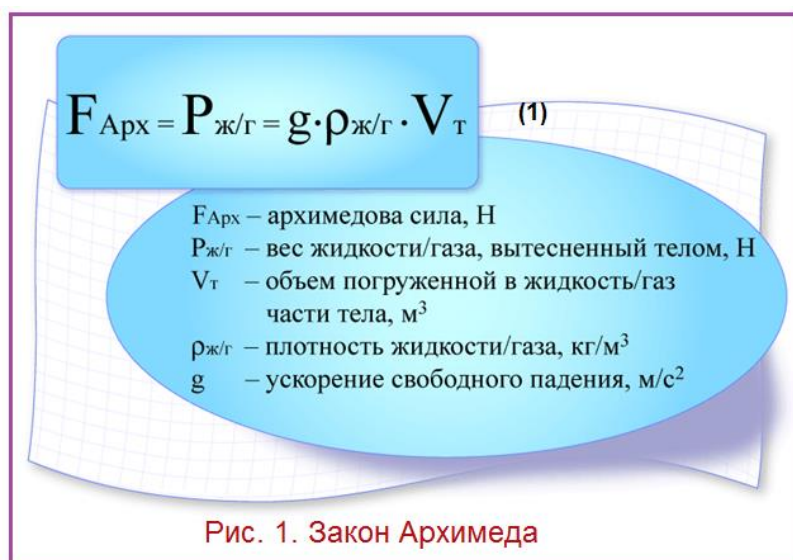 FАрх = Pж/г = g·ρж/г · Vт (1)
FАрх – архимедова сила, Н
Pж/г – вес жидкости/газа, вытесненный телом, Н
Vт – объем погруженной в жидкость/газ
части тела, м³
ρж/г – плотность жидкости/газа, кг/м³
g – ускорение свободного падения, м/с²
Рис. 1. Закон Архимеда